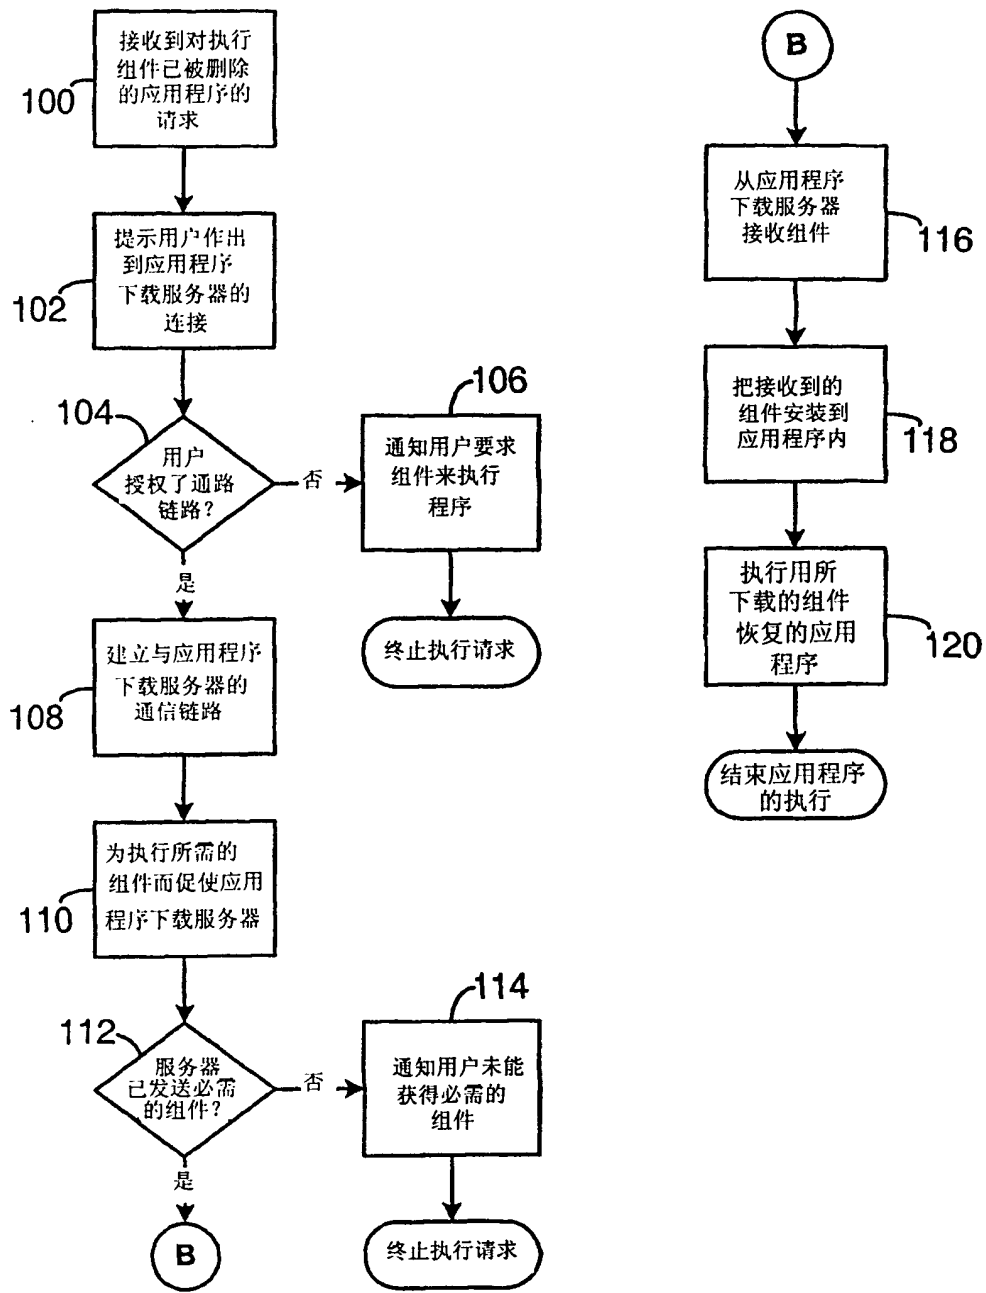 接收到对执行
组件已被删除
的应用程序的
请求
100
提示用户作出
到应用程序
下载服务器的
连接
102
104
用户
授权了通路
链路?
否
是
106
通知用户要求
组件来执行
程序
终止执行请求
建立与应用程序
下载服务器的
通信链路
108
为执行所需的
组件而促使应用
程序下载服务器
110
112
服务器
已发送必需
的组件?
否
是
B
114
通知用户未能
获得必需的
组件
终止执行请求
B
从应用程序
下载服务器
接收组件
116
把接收到的
组件安装到
应用程序内
118
执行用所
下载的组件
恢复的应用
程序
120
结束应用程序
的执行